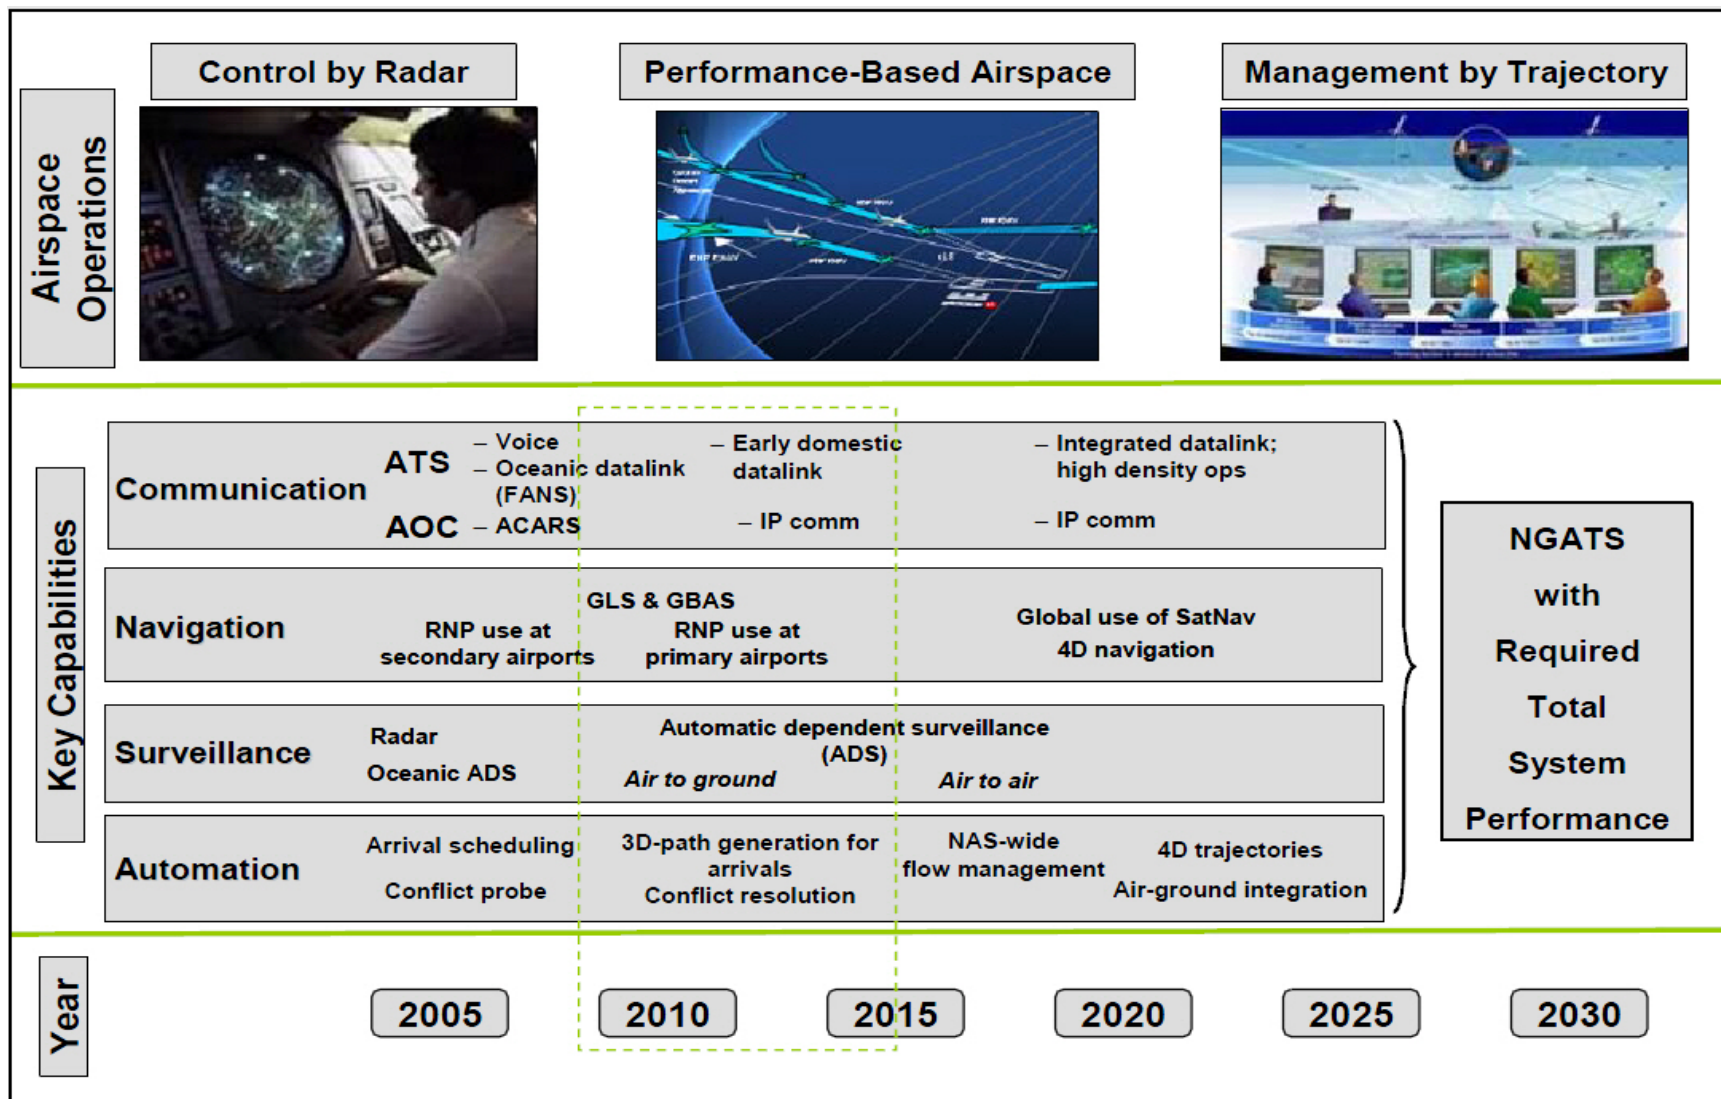 Control by Radar
Performance-Based Airspace
Management by Trajectory
Airspace
Operations
RNP RNAV
Key Capabilities
Communication
ATS
– Voice
– Oceanic datalink
(FANS)
AOC
– ACARS
– Early domestic
datalink
– IP comm
– Integrated datalink;
high density ops
– IP comm
Navigation
GLS & GBAS
RNP use at
secondary airports
RNP use at
primary airports
Global use of SatNav
4D navigation
Surveillance
Radar
Oceanic ADS
Automatic dependent surveillance
(ADS)
Air to ground
Air to air
Automation
Arrival scheduling
Conflict probe
3D-path generation for
arrivals
Conflict resolution
NAS-wide
flow management
4D trajectories
Air-ground integration
NGATS
with
Required
Total
System
Performance
Year
2005
2010
2015
2020
2025
2030